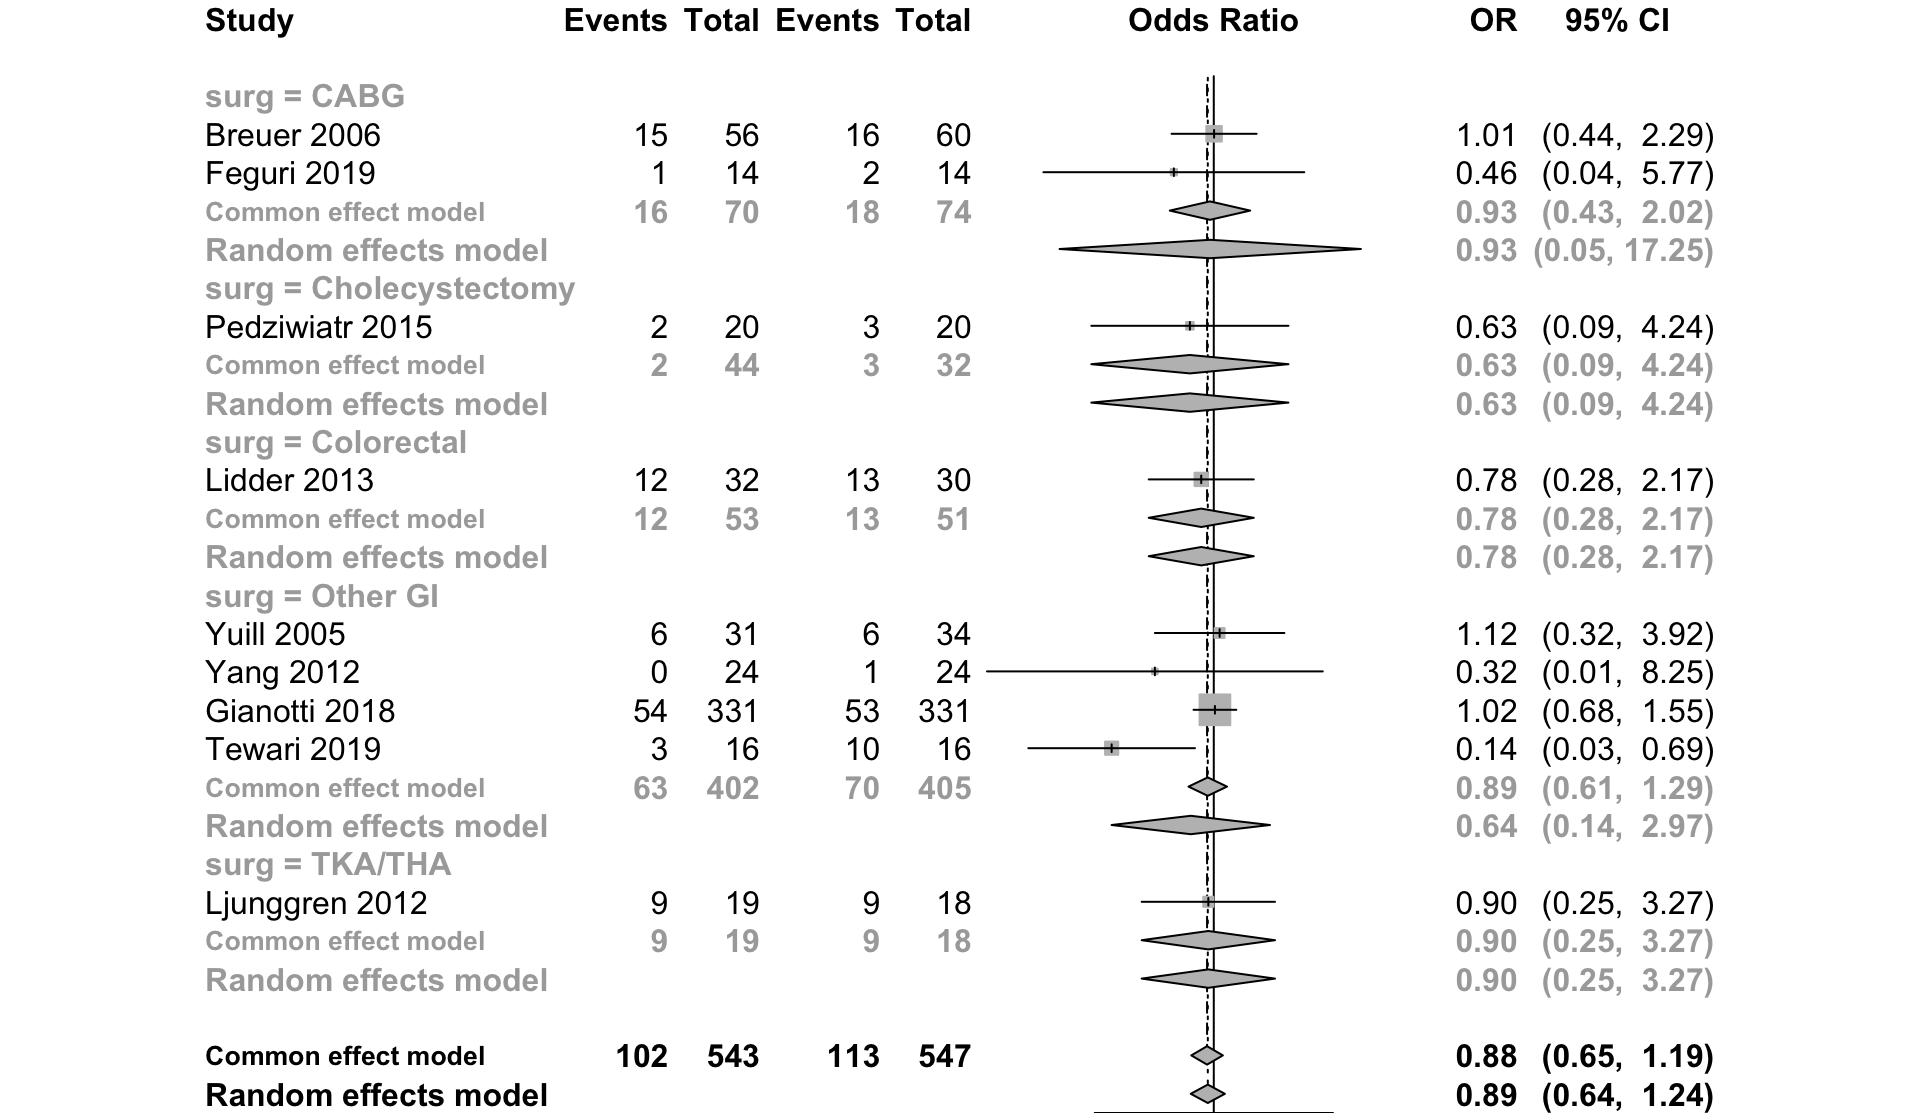 Study Events Total Events Total Odds Ratio OR 95% CI
surg = CABG
Breuer 2006 15 56 16 60 1.01 (0.44, 2.29)
Feguri 2019 1 14 2 14 0.46 (0.04, 5.77)
Common effect model 16 70 18 74 0.93 (0.43, 2.02)
Random effects model 0.93 (0.05, 17.25)
surg = Cholecystectomy
Pedziwiatr 2015 2 20 3 20 0.63 (0.09, 4.24)
Common effect model 2 44 3 32 0.63 (0.09, 4.24)
Random effects model 0.63 (0.09, 4.24)
surg = Colorectal
Lidder 2013 12 32 13 30 0.78 (0.28, 2.17)
Common effect model 12 53 13 51 0.78 (0.28, 2.17)
Random effects model 0.78 (0.28, 2.17)
surg = Other GI
Yuill 2005 6 31 6 34 1.12 (0.32, 3.92)
Yang 2012 0 24 1 24 0.32 (0.01, 8.25)
Gianotti 2018 54 331 53 331 1.02 (0.68, 1.55)
Tewari 2019 3 16 10 16 0.14 (0.03, 0.69)
Common effect model 63 402 70 405 0.89 (0.61, 1.29)
Random effects model 0.64 (0.14, 2.97)
surg = TKA/THA
Ljunggren 2012 9 19 9 18 0.90 (0.25, 3.27)
Common effect model 9 19 9 18 0.90 (0.25, 3.27)
Random effects model 0.90 (0.25, 3.27)
Common effect model 102 543 113 547 0.88 (0.65, 1.19)
Random effects model 0.89 (0.64, 1.24)